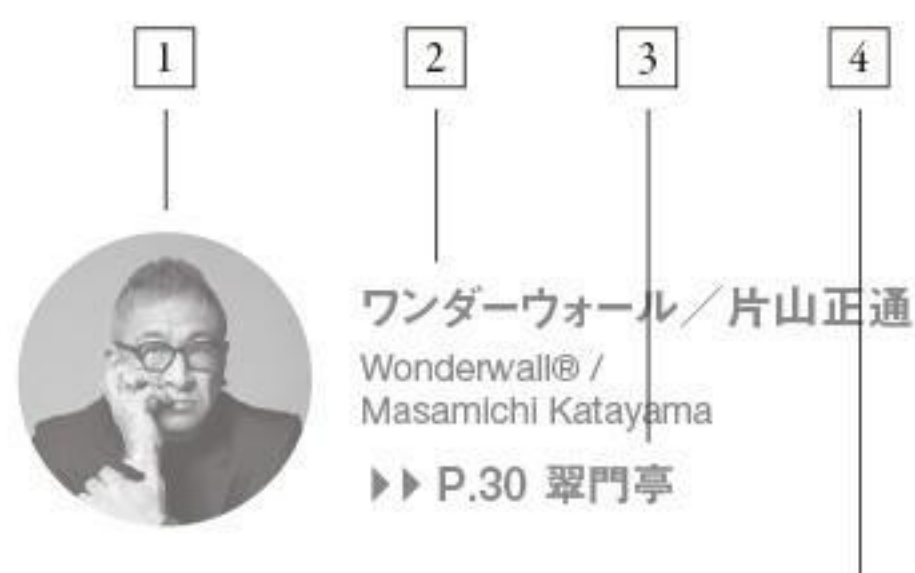 1 2 3 4
ワンダーウォール／片山正通
Wonderwall® /
Masamichi Katayama
▶▶ P.30 翠門亭